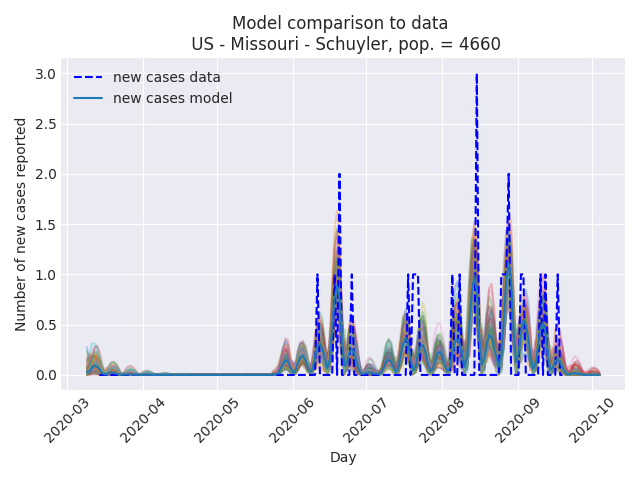 Model comparison to data
US - Missouri - Schuyler, pop. = 4660
new cases data
new cases model
Number of new cases reported
3.0
2.5
2.0
1.5
1.0
0.5
0.0
2020-03
2020-04
2020-05
2020-06
2020-07
2020-08
2020-09
2020-10
Day